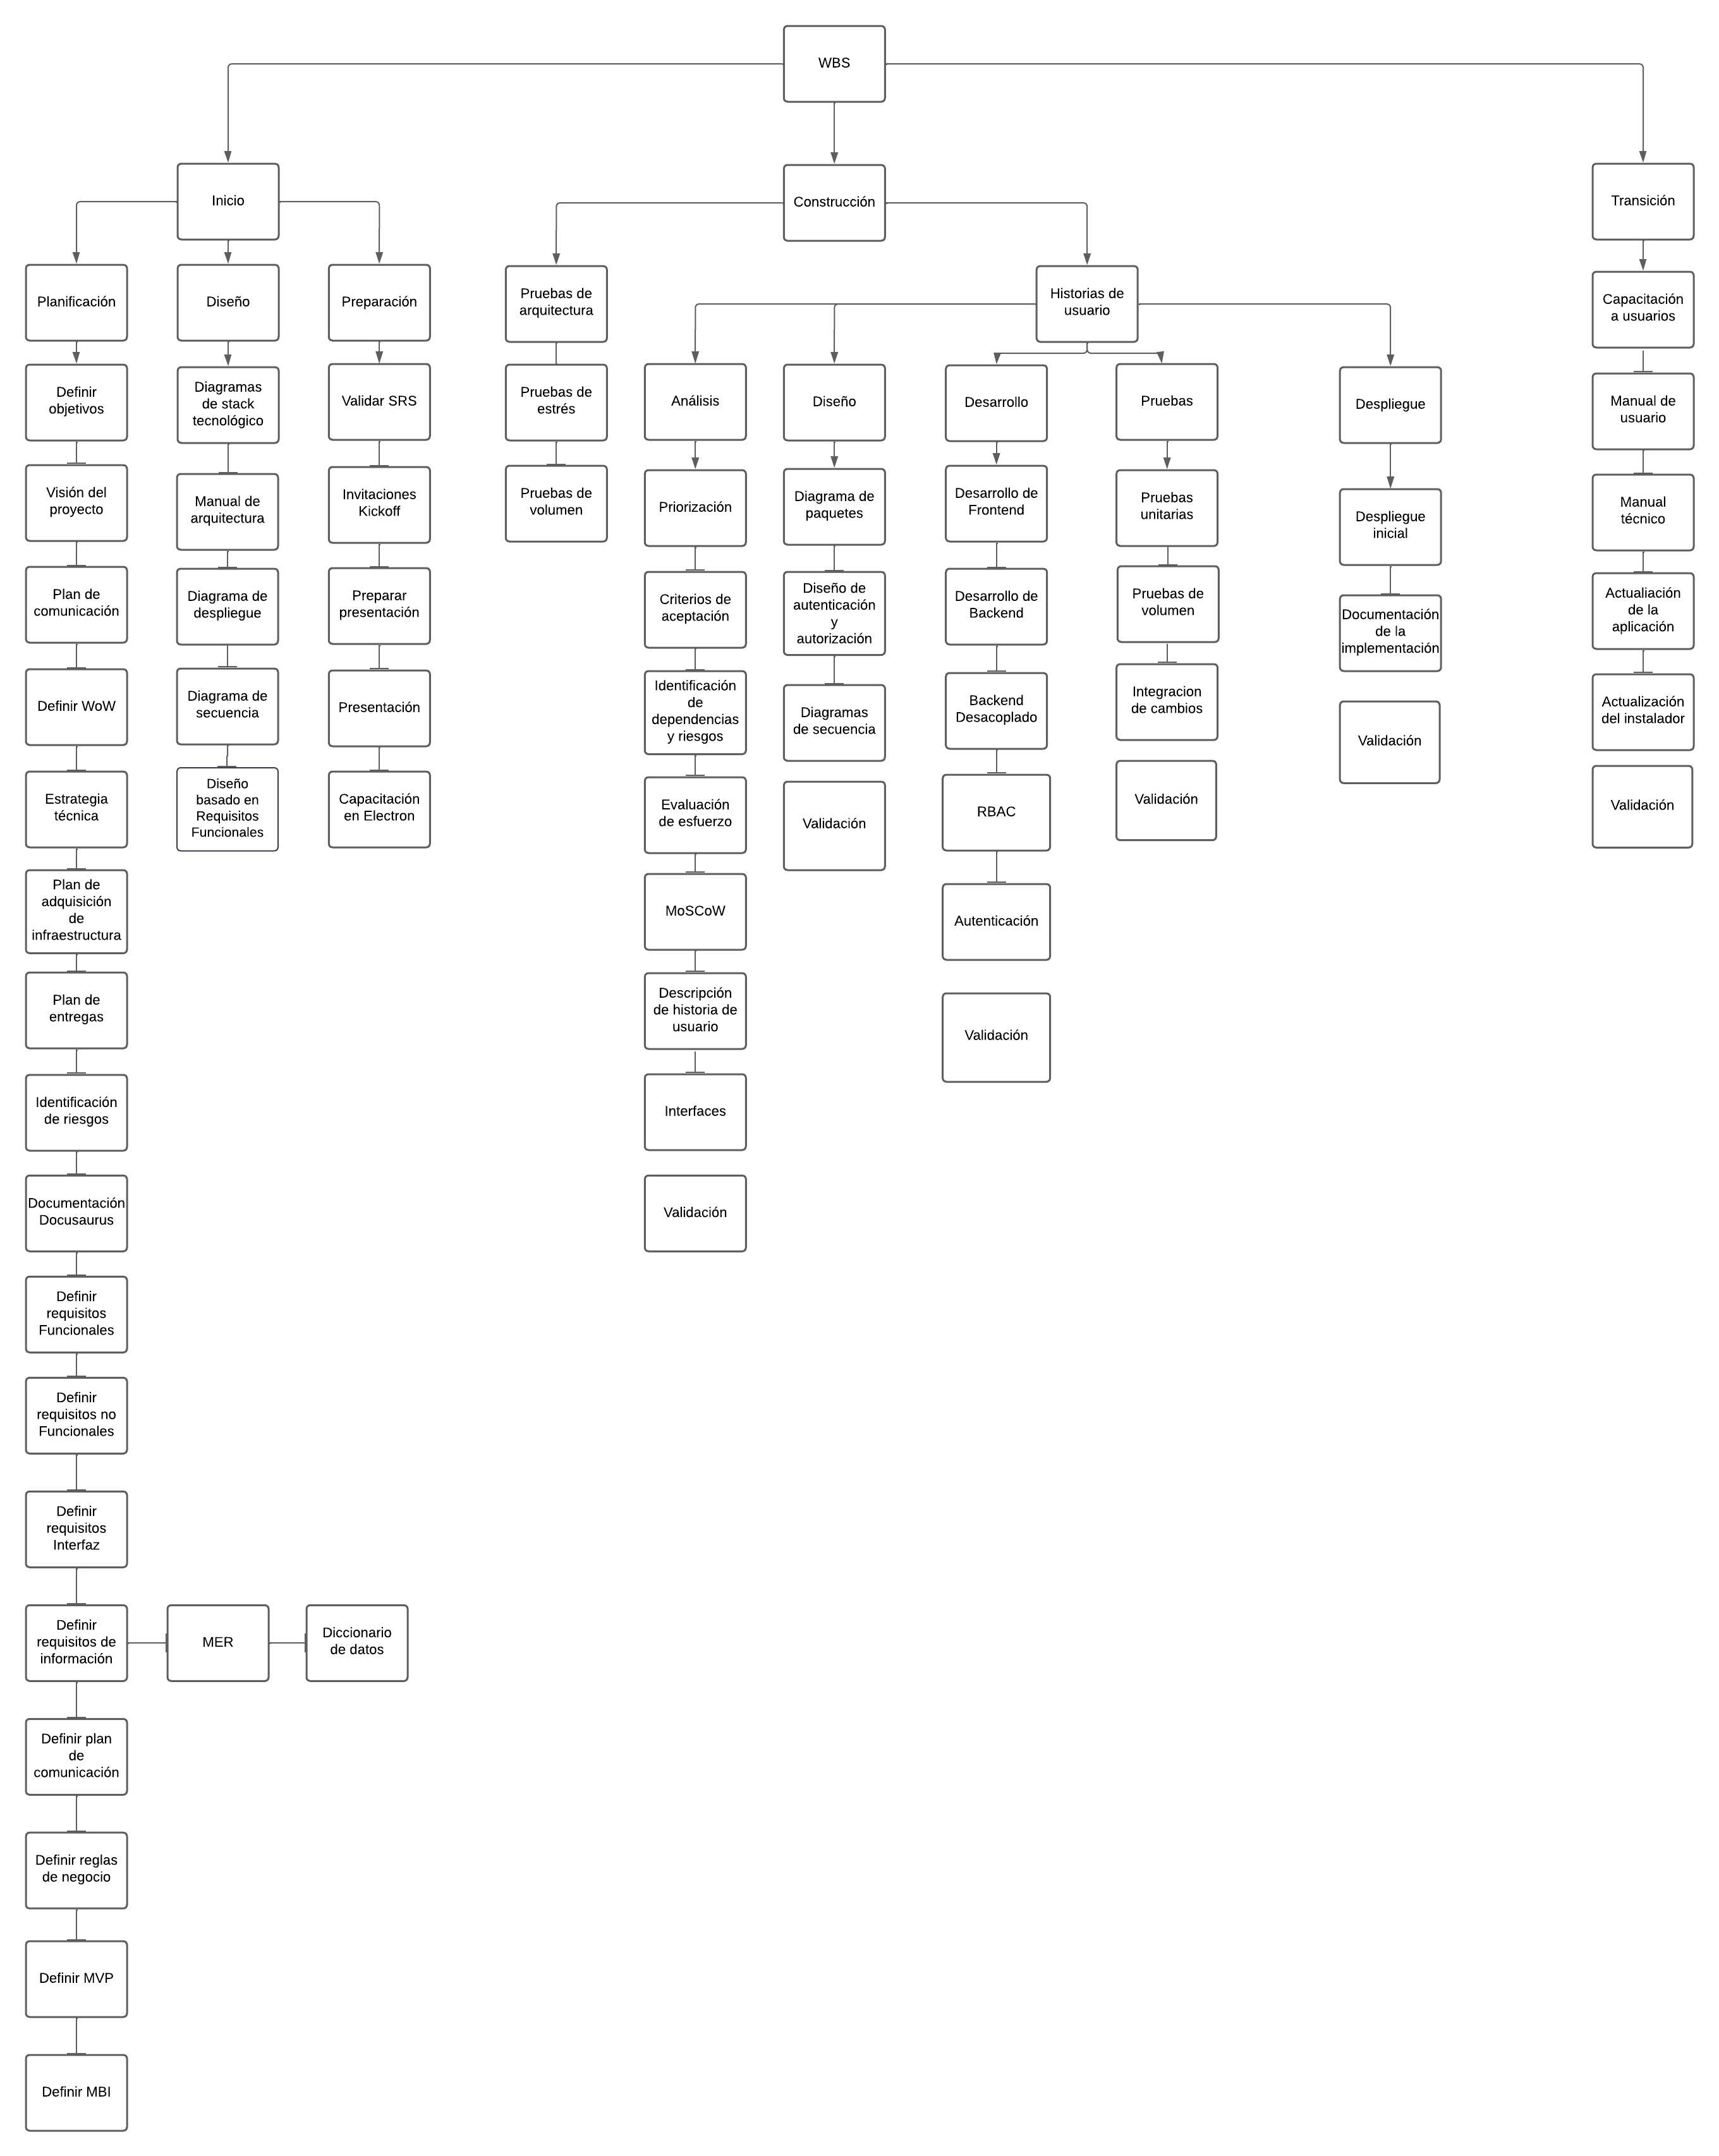 WBS
Inicio
Construcción
Transición
Planificación
Diseño
Preparación
Pruebas de
arquitectura
Historias de
usuario
Capacitación
a usuarios
Definir
objetivos
Visión del
proyecto
Plan de
comunicación
Definir WoW
Estrategia
técnica
Plan de
adquisición
de
infraestructura
Plan de
entregas
Identificación
de riesgos
Documentación
Docusaurus
Definir
requisitos
Funcionales
Definir
requisitos no
Funcionales
Definir
requisitos
Interfaz
Definir
requisitos de
información
MER
Diccionario
de datos
Definir plan
de
comunicación
Definir reglas
de negocio
Definir MVP
Definir MBI
Diagramas
de stack
tecnológico
Manual de
arquitectura
Diagrama de
despliegue
Diagrama de
secuencia
Diseño
basado en
Requisitos
Funcionales
Validar SRS
Invitaciones
Kickoff
Preparar
presentación
Presentación
Capacitación
en Electron
Pruebas de
estrés
Pruebas de
volumen
Análisis
Priorización
Criterios de
aceptación
Identificación
de
dependencias
y riesgos
Evaluación
de esfuerzo
MoSCoW
Descripción
de historia de
usuario
Interfaces
Validación
Diseño
Diagrama de
paquetes
Diseño de
autenticación
y
autorización
Diagramas
de secuencia
Validación
Desarrollo
Desarrollo de
Frontend
Desarrollo de
Backend
Backend
Desacoplado
RBAC
Autenticación
Validación
Pruebas
Pruebas
unitarias
Pruebas de
volumen
Integracion
de cambios
Validación
Despliegue
Despliegue
inicial
Documentación
de la
implementación
Validación
Manual de
usuario
Manual
técnico
Actualiación
de la
aplicación
Actualización
del instalador
Validación